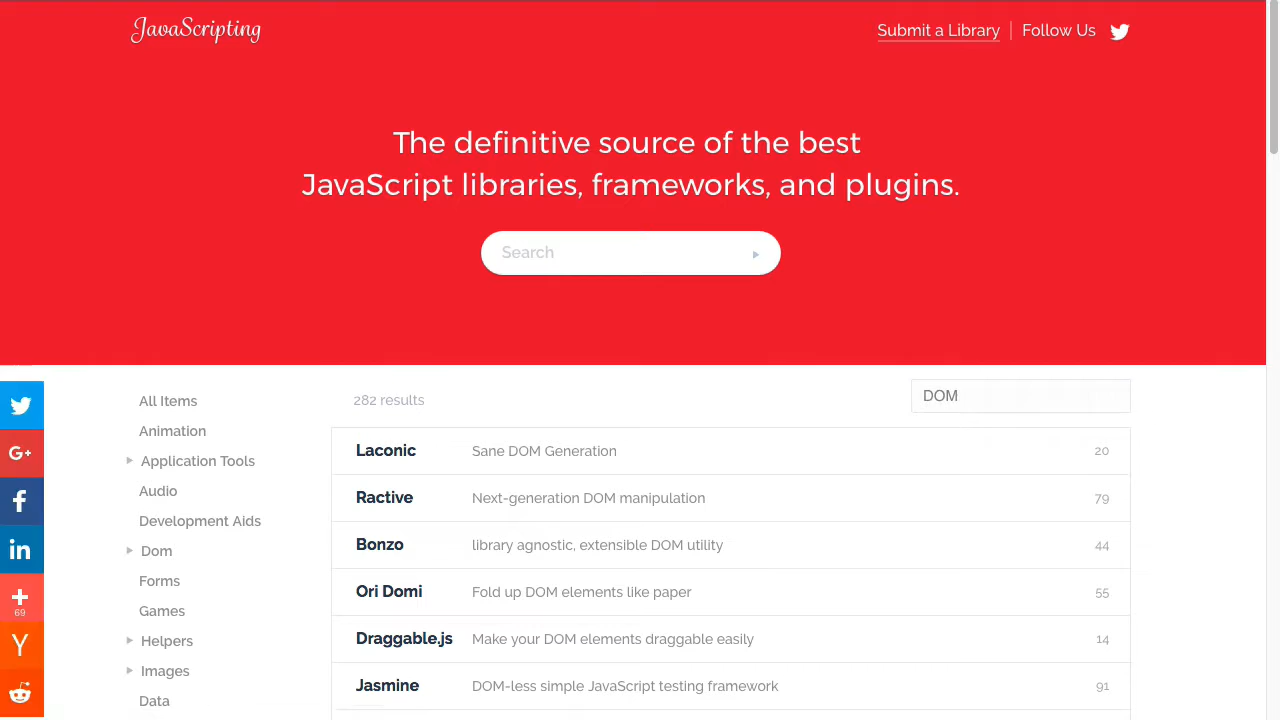 JavaScripting
Submit a Library
Follow Us
The definitive source of the best
JavaScript libraries, frameworks, and plugins.
Search
All Items
Animation
Application Tools
Audio
Development Aids
Dom
Forms
Games
Helpers
Images
Data
282 results
DOM
Laconic Sane DOM Generation 20
Ractive Next-generation DOM manipulation 79
Bonzo library agnostic, extensible DOM utility 44
Ori Domi Fold up DOM elements like paper 55
Draggable.js Make your DOM elements draggable easily 14
Jasmine DOM-less simple JavaScript testing framework 91
G+
f
in
69
Y